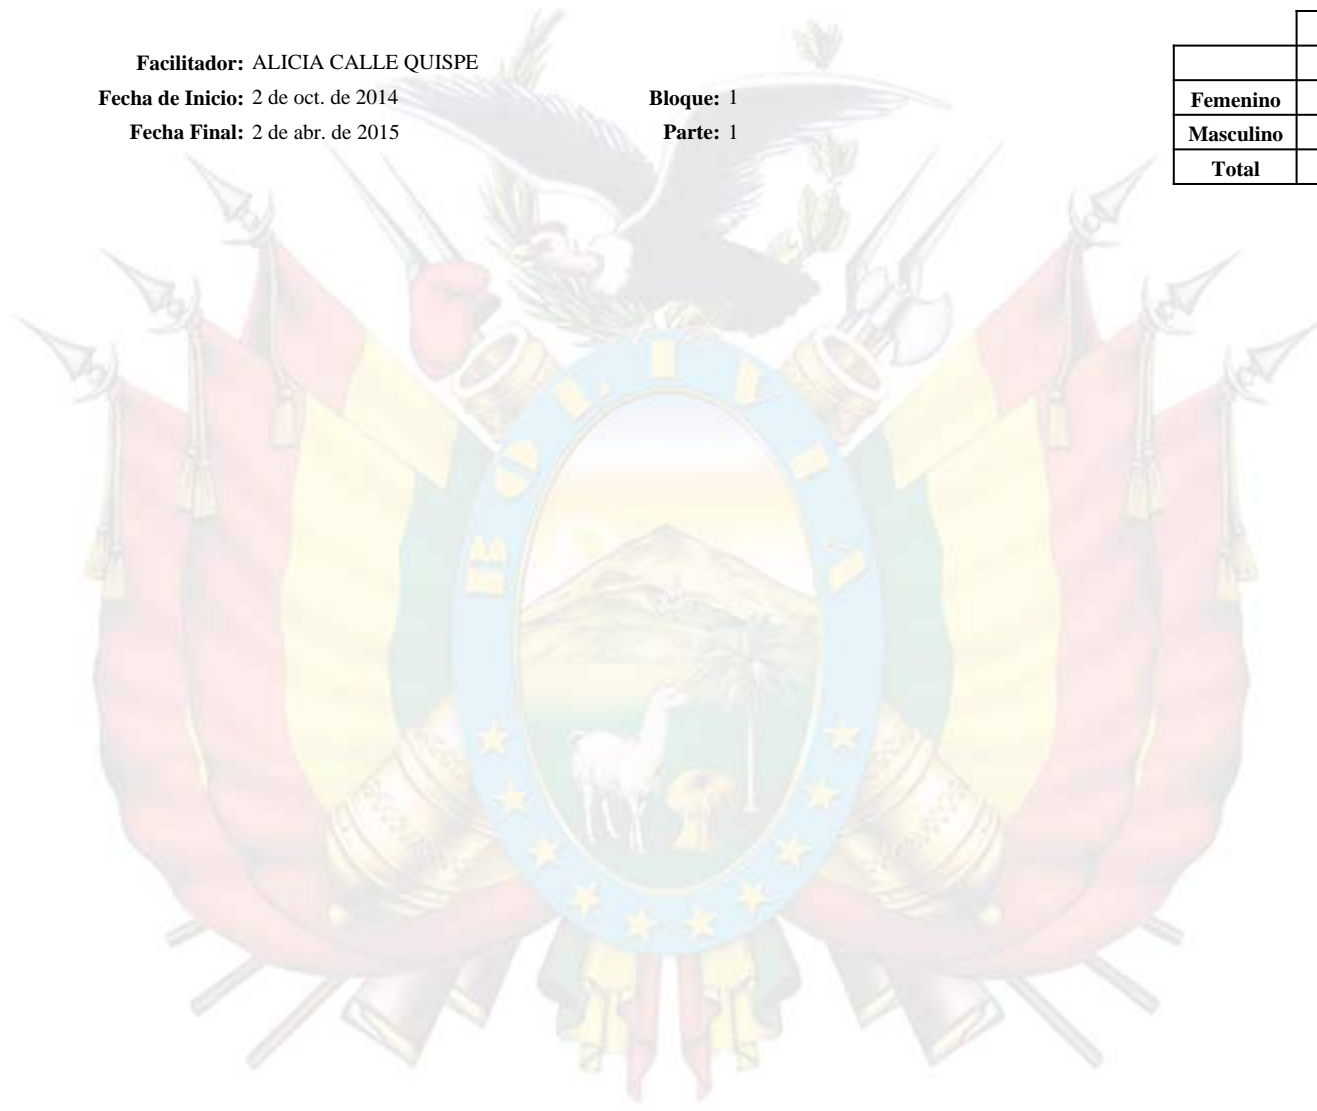 Facilitador: ALICIA CALLE QUISPE
Fecha de Inicio: 2 de oct. de 2014 Bloque: 1
Fecha Final: 2 de abr. de 2015 Parte: 1
Femenino
Masculino
Total
BOLIVIA